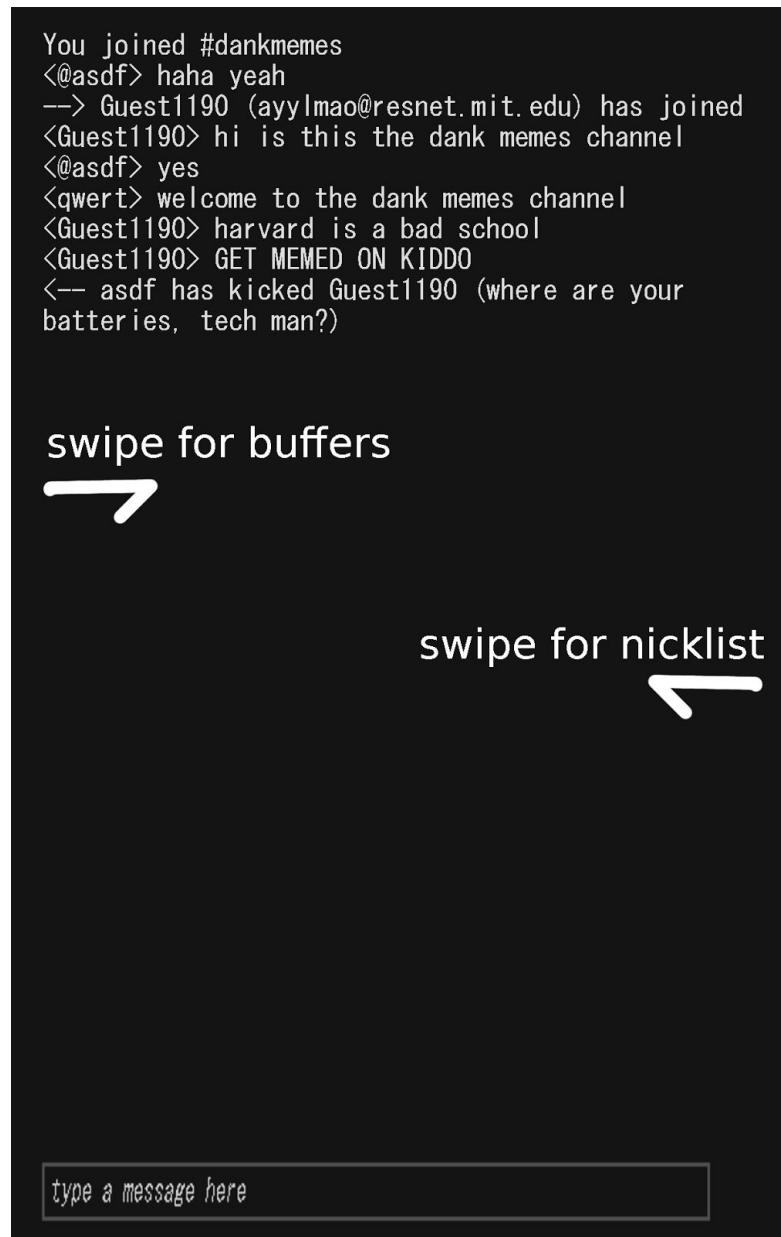 You joined #dankmemes
<@asdf> haha yeah
--> Guest1190 (ayylmao@resnet.mit.edu) has joined
<Guest1190> hi is this the dank memes channel
<@asdf> yes
<qwert> welcome to the dank memes channel
<Guest1190> harvard is a bad school
<Guest1190> GET MEMED ON KIDDO
<-- asdf has kicked Guest1190 (where are your
batteries, tech man?)
swipe for buffers
swipe for nicklist
type a message here